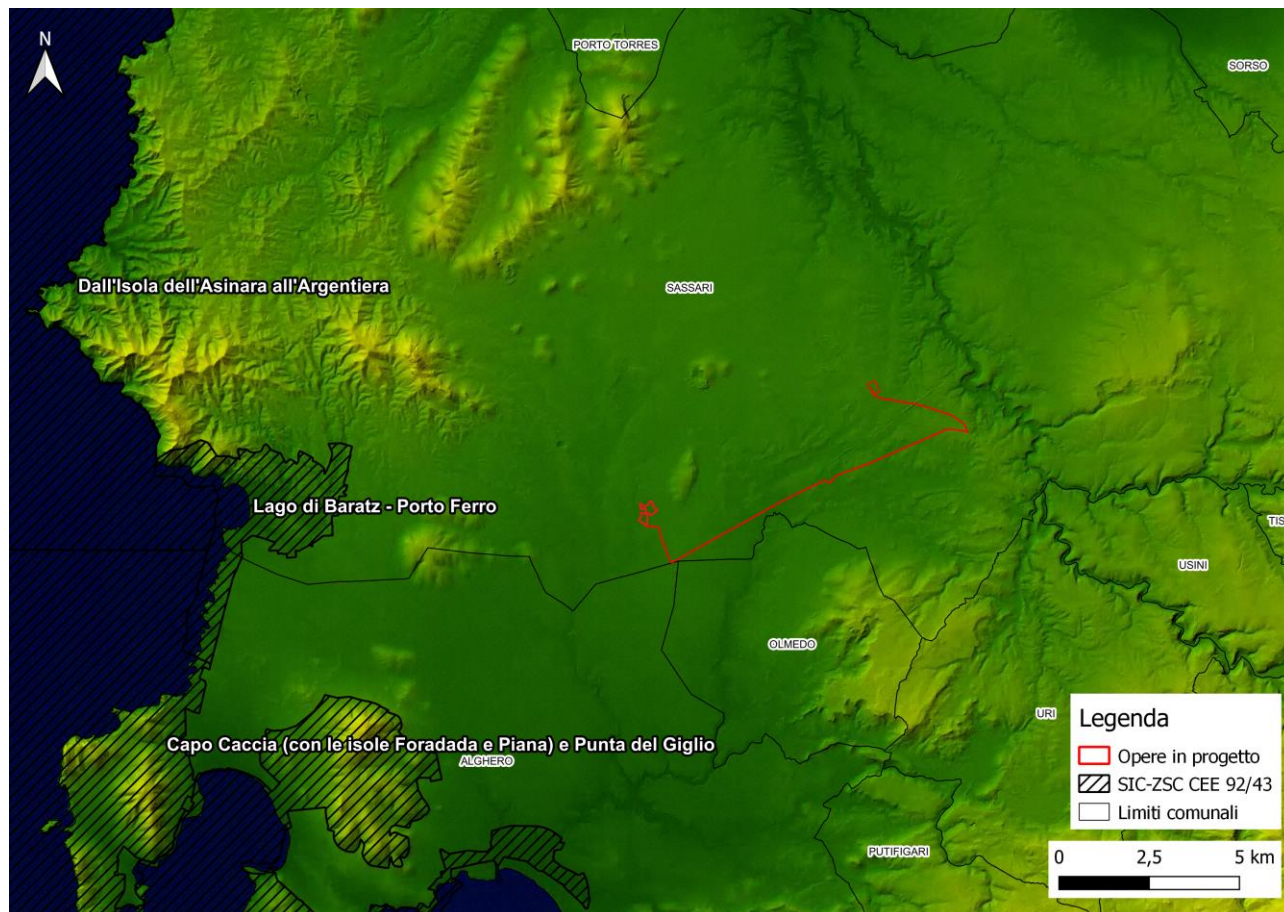 N
PORTO TORRES
SORSO
Dall'Isola dell'Asinara all'Argentiera
SASSARI
Lago di Baratz - Porto Ferro
TIS
USINI
OLMEDO
URI
Capo Caccia (con le isole Foradada e Piana) e Punta del Giglio
ALGHERO
PUTIFIGARI
Legenda
Opere in progetto
SIC-ZSC CEE 92/43
Limiti comunali
0 2,5 5 km